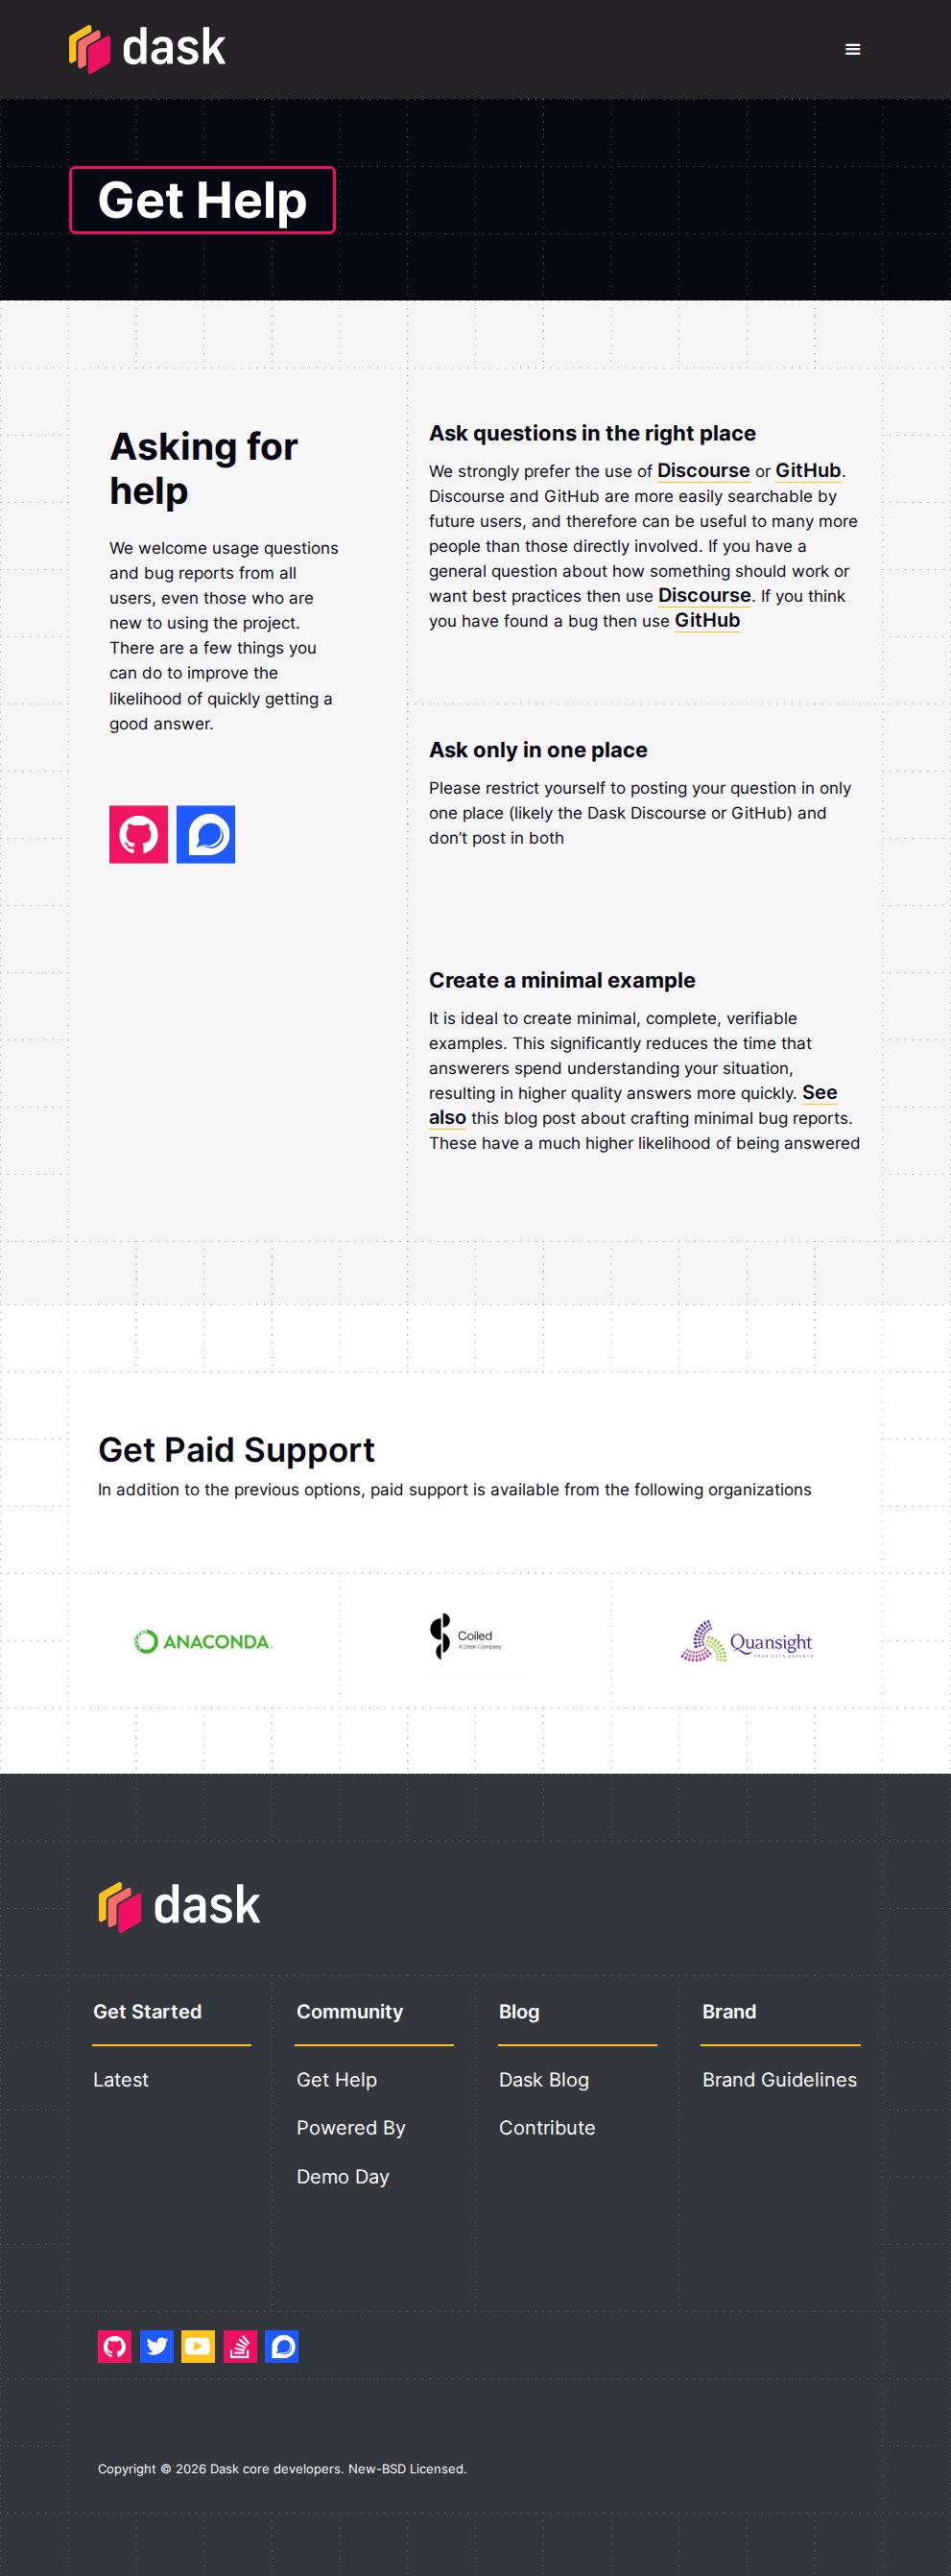 dask
Get Help
Asking for
help
We welcome usage questions
and bug reports from all
users, even those who are
new to using the project.
There are a few things you
can do to improve the
likelihood of quickly getting a
good answer.
Ask questions in the right place
We strongly prefer the use of Discourse or GitHub.
Discourse and GitHub are more easily searchable by
future users, and therefore can be useful to many more
people than those directly involved. If you have a
general question about how something should work or
want best practices then use Discourse. If you think
you have found a bug then use GitHub
Ask only in one place
Please restrict yourself to posting your question in only
one place (likely the Dask Discourse or GitHub) and
don’t post in both
Create a minimal example
It is ideal to create minimal, complete, verifiable
examples. This significantly reduces the time that
answerers spend understanding your situation,
resulting in higher quality answers more quickly. See
also this blog post about crafting minimal bug reports.
These have a much higher likelihood of being answered
Get Paid Support
In addition to the previous options, paid support is available from the following organizations
ANACONDA.
Coiled
A Dask Company
Quansight
dask
Get Started
Latest
Community
Get Help
Powered By
Demo Day
Blog
Dask Blog
Contribute
Brand
Brand Guidelines
Copyright © 2026 Dask core developers. New-BSD Licensed.